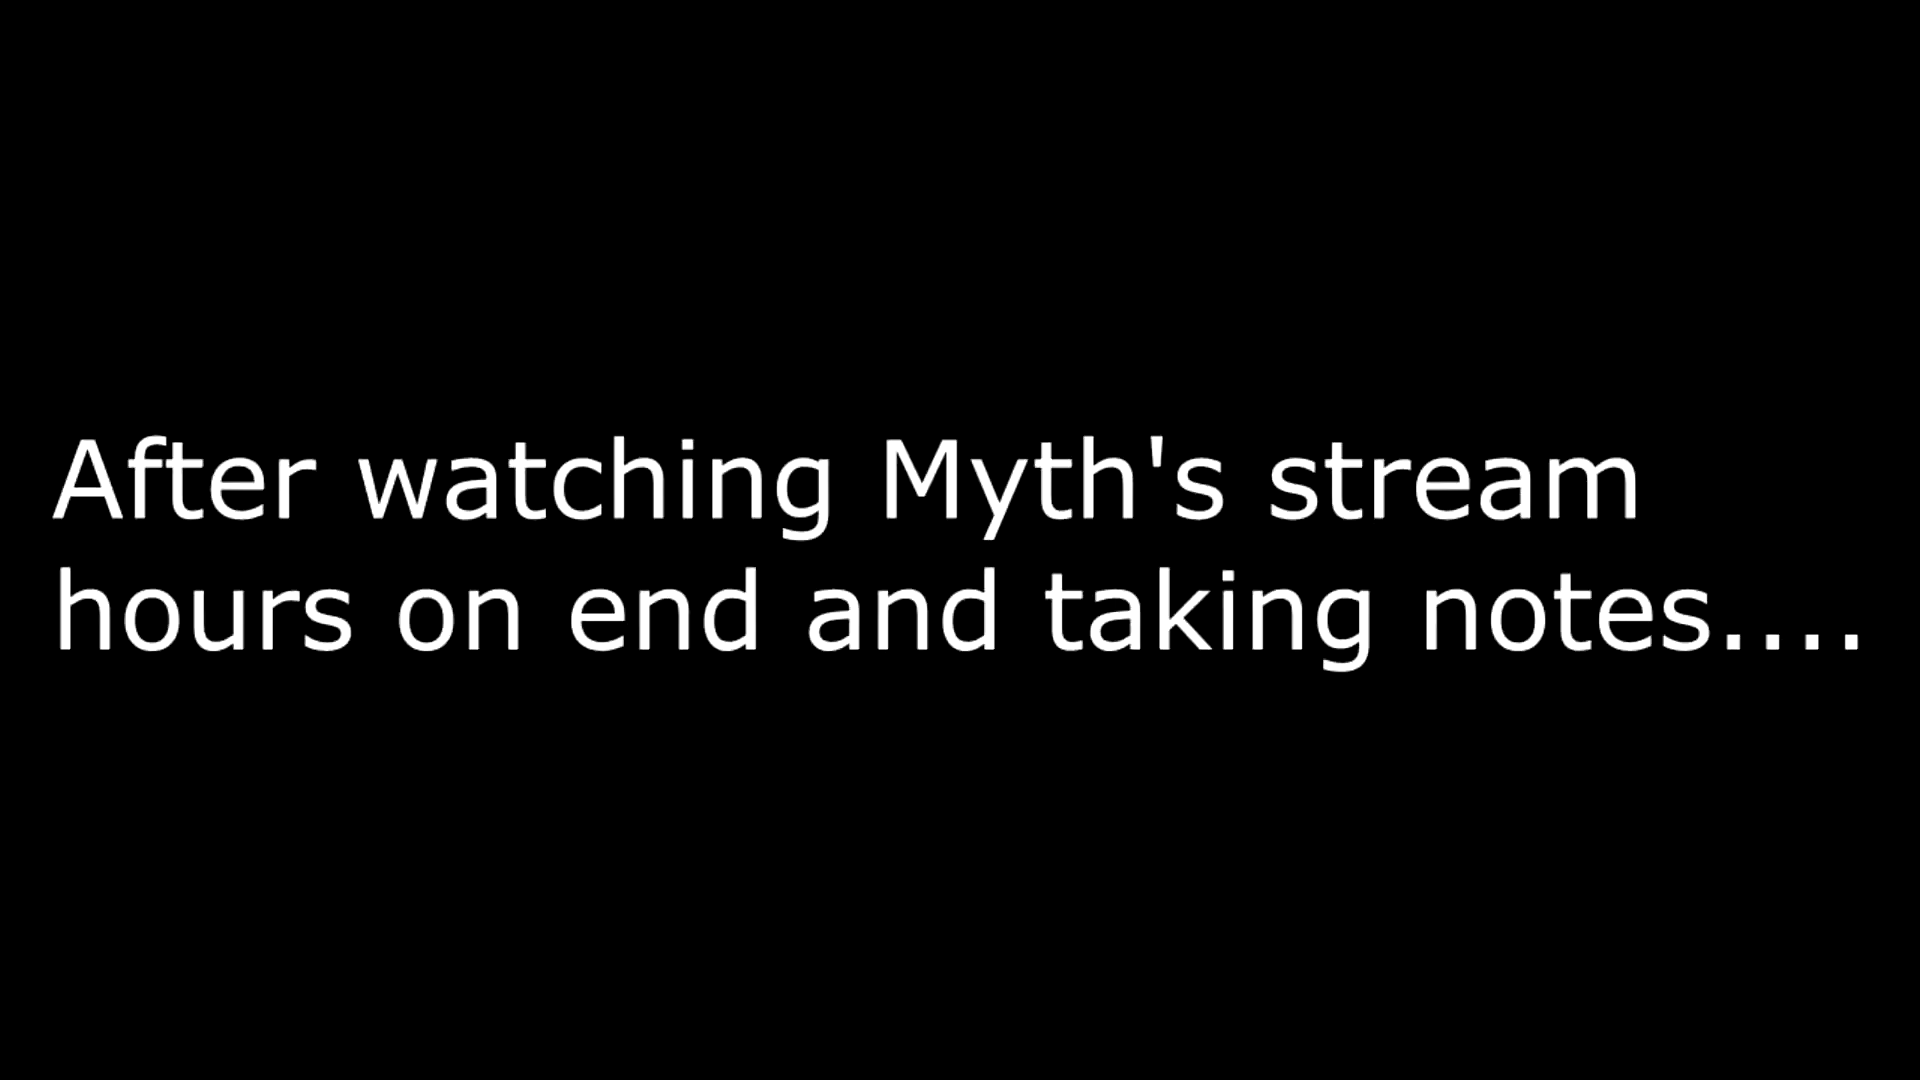 After watching Myth's stream
hours on end and taking notes....